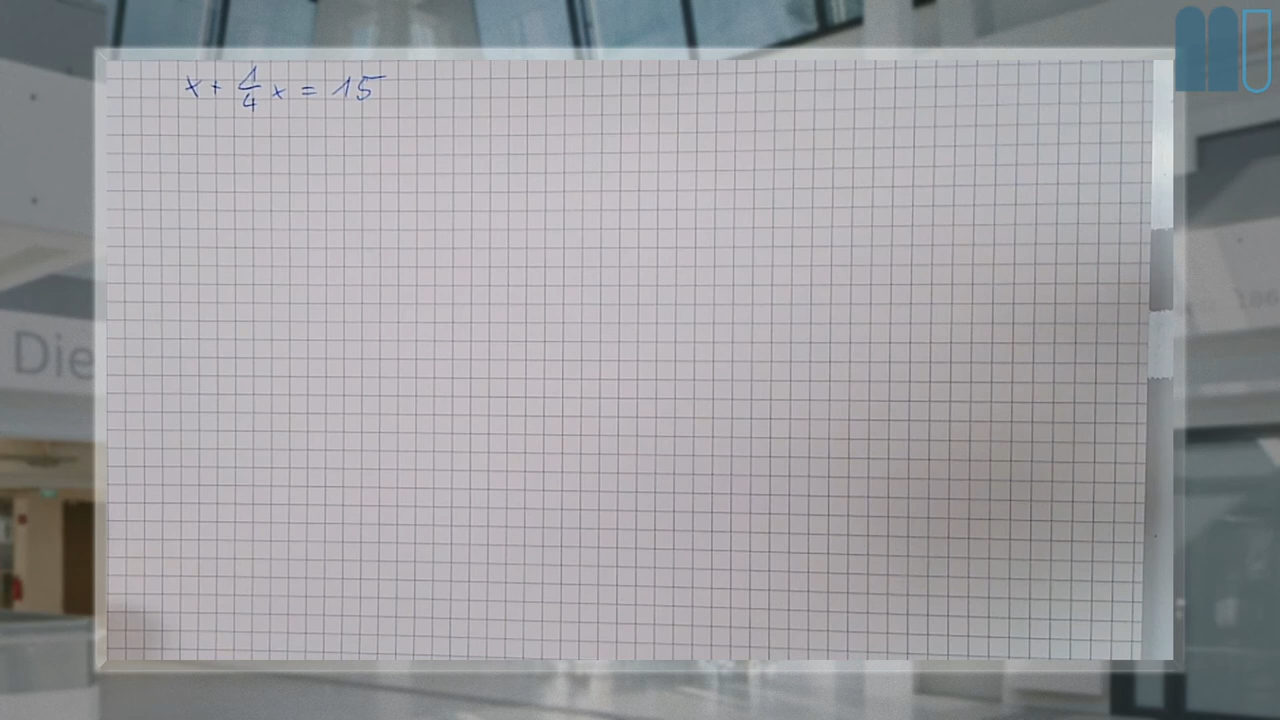 x + 1/4 x = 15
Die